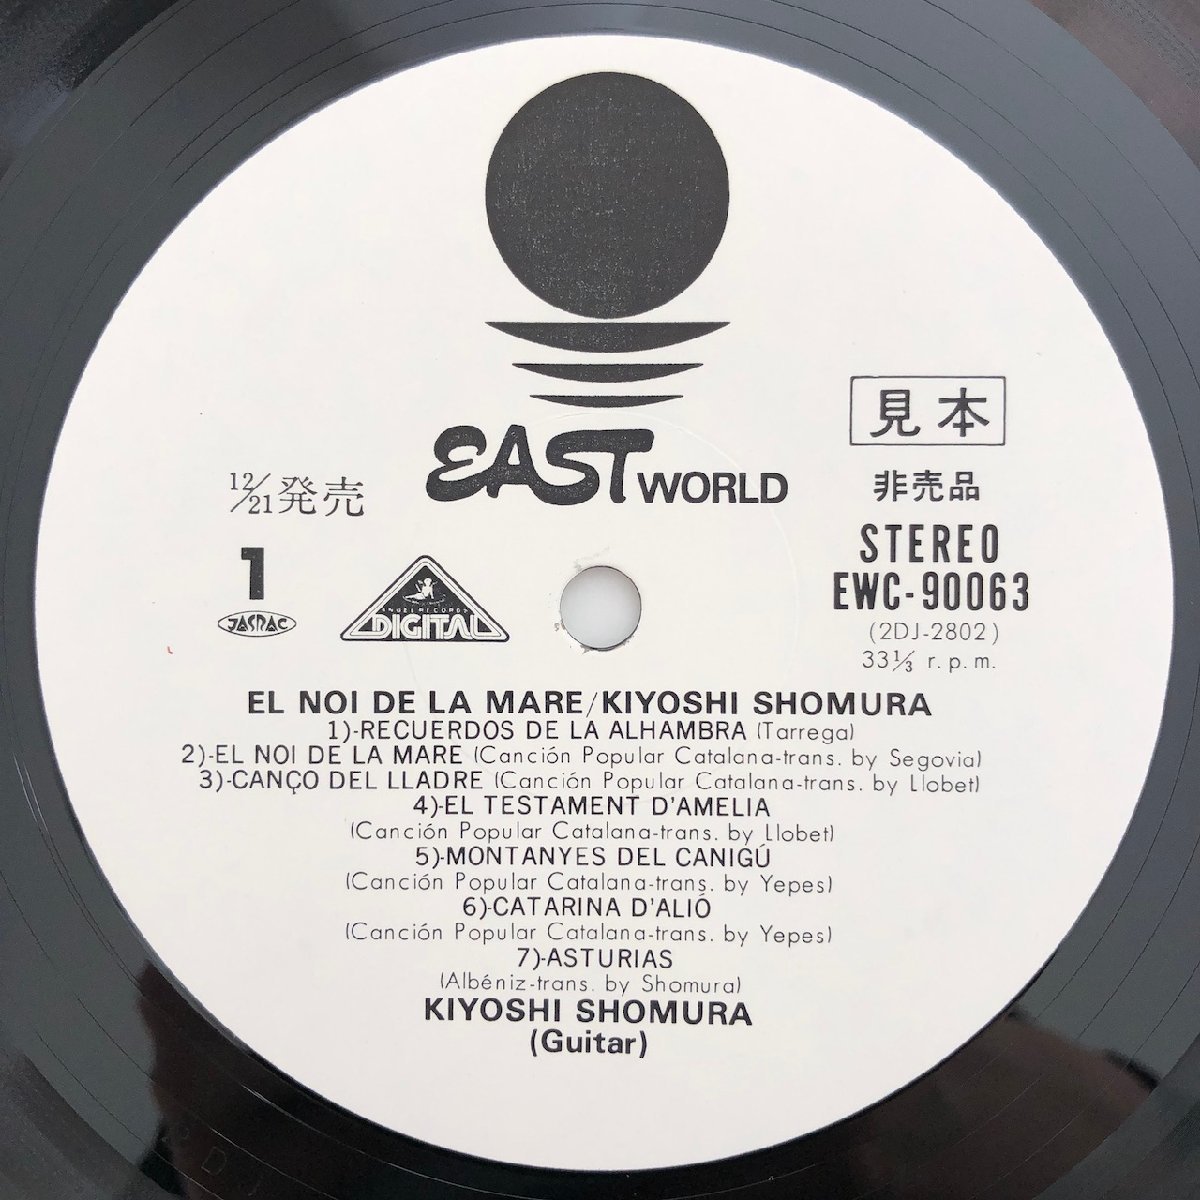 EAST WORLD
見本
非売品
12/21発売
STEREO
1
EWC-90063
JASRAC
ANGEL RECORDS
DIGITAL
(2DJ-2802)
33⅓ r.p.m.
EL NOI DE LA MARE/KIYOSHI SHOMURA
1)-RECUERDOS DE LA ALHAMBRA (Tarrega)
2)-EL NOI DE LA MARE (Canción Popular Catalana-trans. by Segovia)
3)-CANÇO DEL LLADRE (Canción Popular Catalana-trans. by Llobet)
4)-EL TESTAMENT D'AMELIA
(Canción Popular Catalana-trans. by Llobet)
5)-MONTANYES DEL CANIGÚ
(Canción Popular Catalana-trans. by Yepes)
6)-CATARINA D'ALIÓ
(Canción Popular Catalana-trans. by Yepes)
7)-ASTURIAS
(Albéniz-trans. by Shomura)
KIYOSHI SHOMURA
(Guitar)